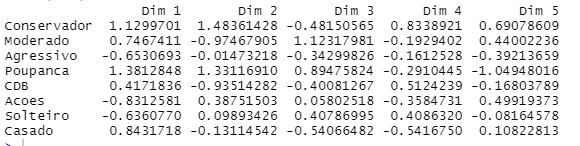 Dim 1 Dim 2 Dim 3 Dim 4 Dim 5
Conservador 1.1299701 1.48361428 -0.48150565 0.8338921 0.69078609
Moderado 0.7467411 -0.97467905 1.12317981 -0.1929402 0.44002236
Agressivo -0.6530693 -0.01473218 -0.34299826 -0.1612528 -0.39213659
Poupanca 1.3812848 1.33116910 0.89475824 -0.2910445 -1.04948016
CDB 0.4171836 -0.93514282 -0.40081267 0.5124239 -0.16803789
Acoes -0.8312581 0.38751503 0.05802518 -0.3584731 0.49919373
Solteiro -0.6360770 0.09893426 0.40786995 0.4086320 -0.08164578
Casado 0.8431718 -0.13114542 -0.54066482 -0.5416750 0.10822813
>